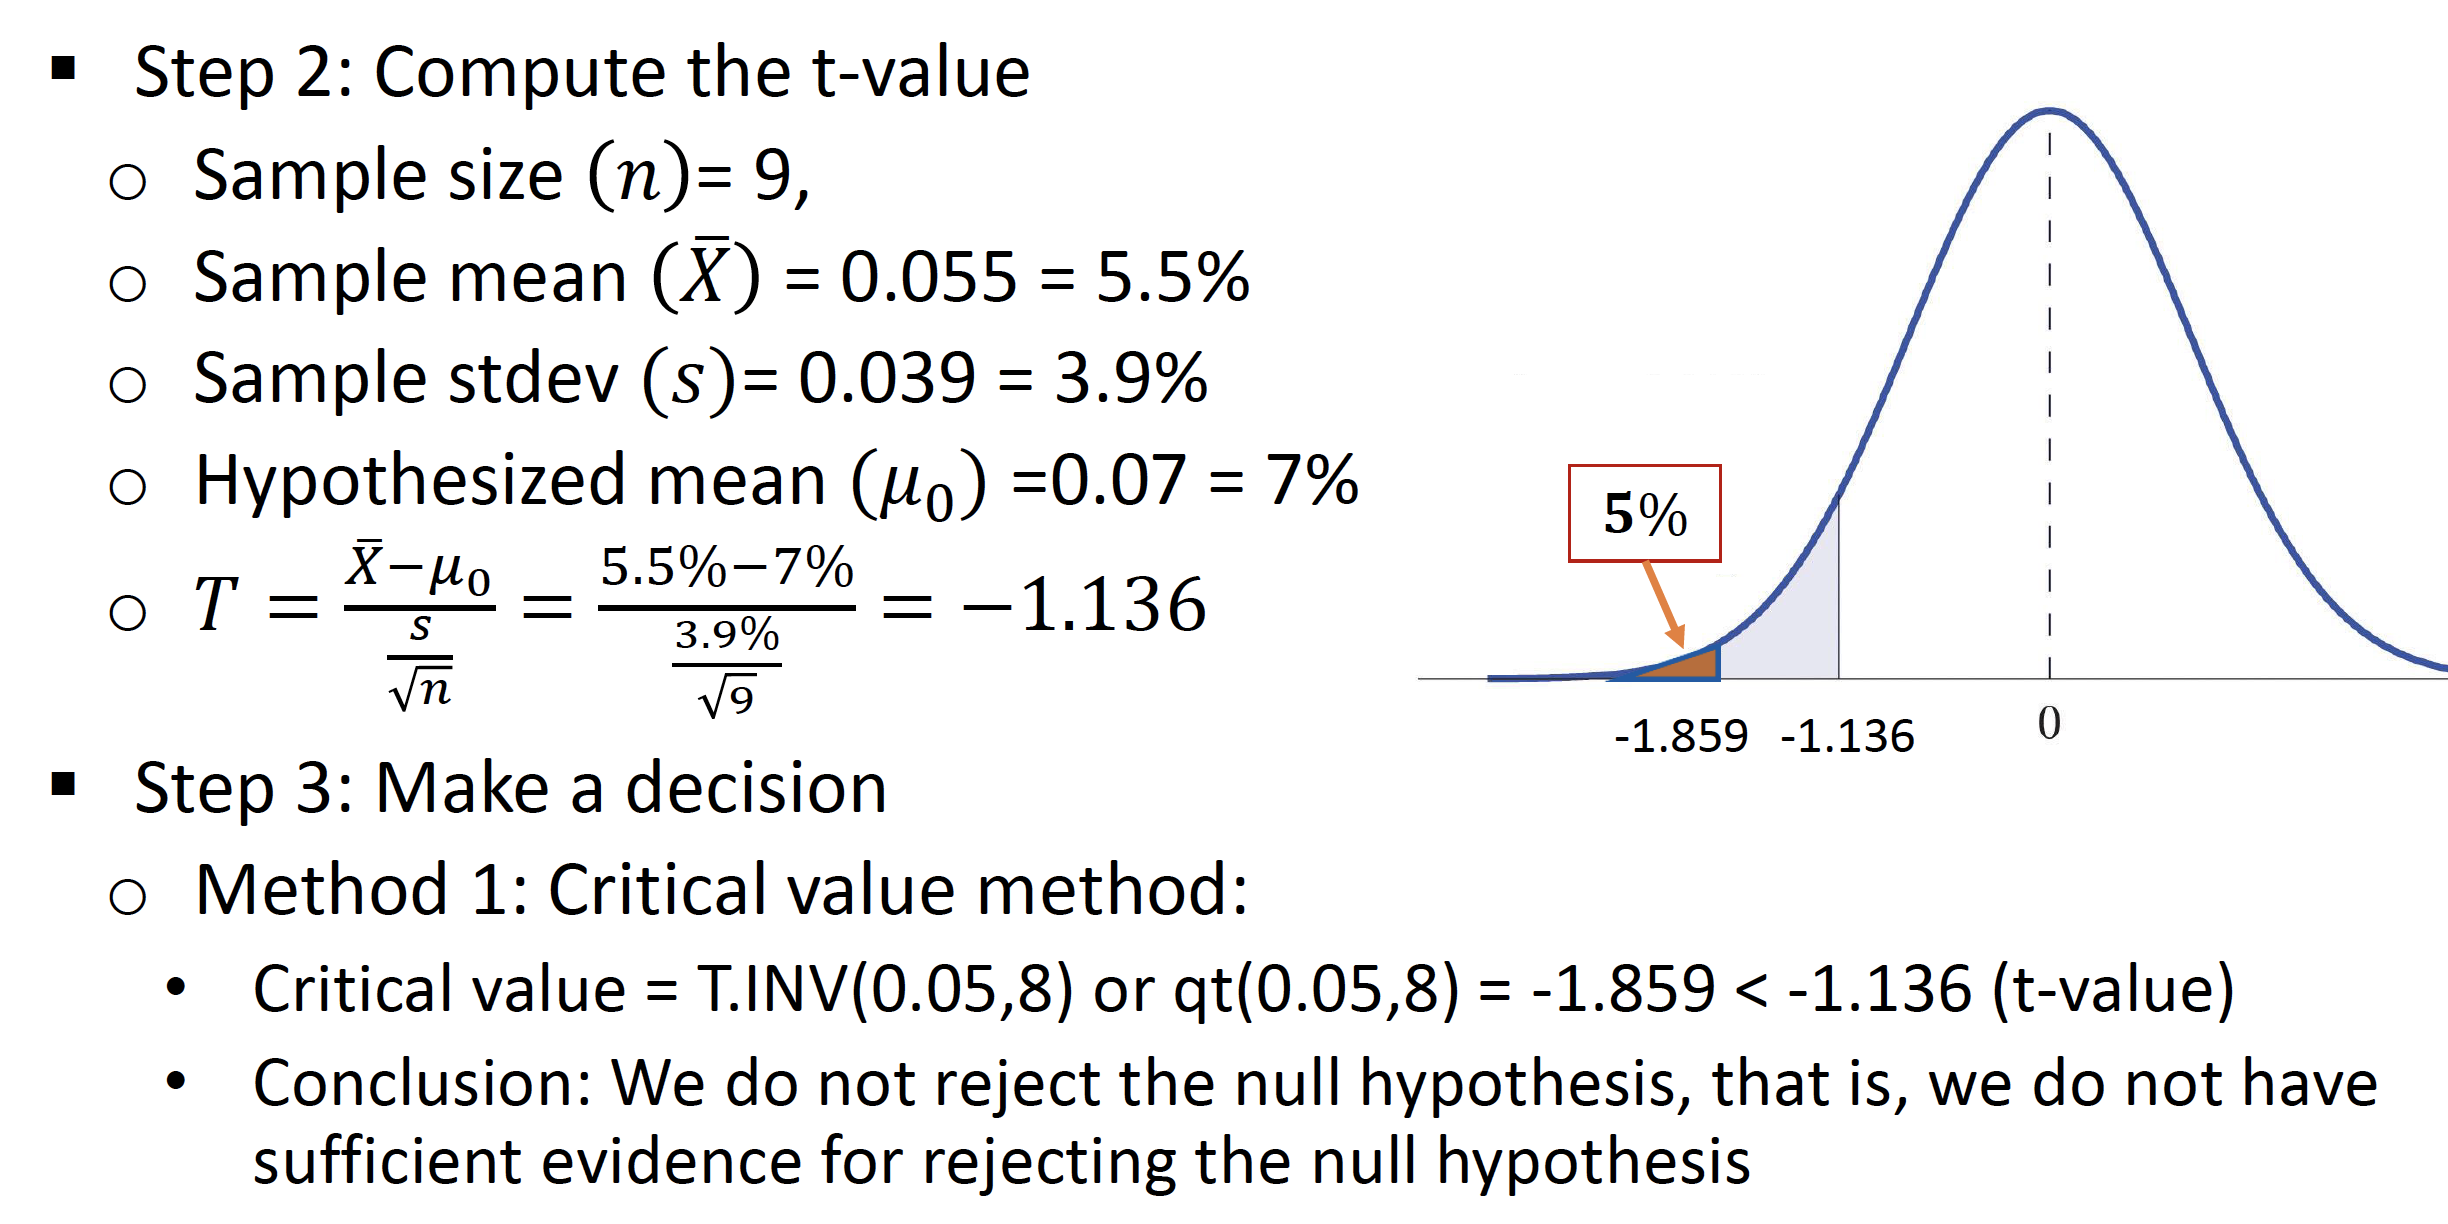 ▪ Step 2: Compute the t-value
○ Sample size (n)= 9,
○ Sample mean (X̅) = 0.055 = 5.5%
○ Sample stdev (s)= 0.039 = 3.9%
○ Hypothesized mean (μ₀) =0.07 = 7%
○ T = (X̅−μ₀)/(s/√n) = (5.5%−7%)/(3.9%/√9) = −1.136
5%
-1.859 -1.136 0
▪ Step 3: Make a decision
○ Method 1: Critical value method:
• Critical value = T.INV(0.05,8) or qt(0.05,8) = -1.859 < -1.136 (t-value)
• Conclusion: We do not reject the null hypothesis, that is, we do not have
sufficient evidence for rejecting the null hypothesis